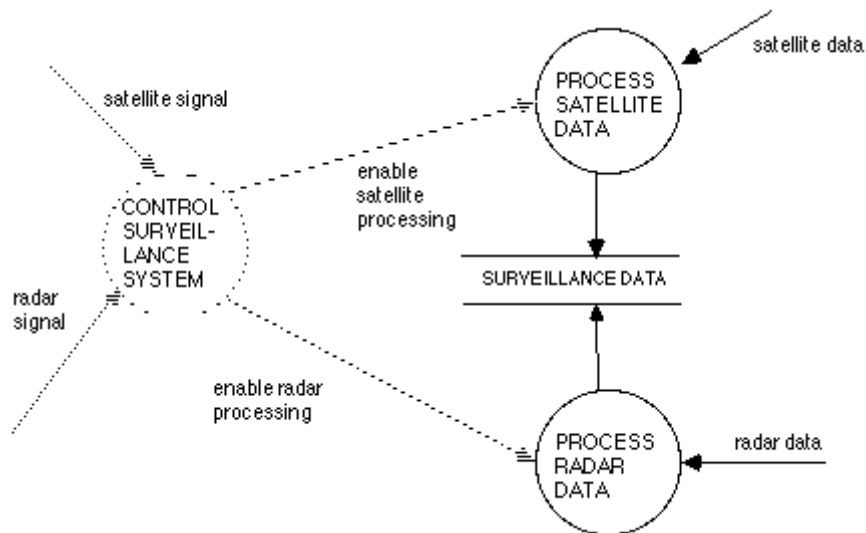 satellite data
PROCESS
SATELLITE
DATA
satellite signal
enable
satellite
processing
CONTROL
SURVEIL-
LANCE
SYSTEM
SURVEILLANCE DATA
radar
signal
enable radar
processing
PROCESS
RADAR
DATA
radar data